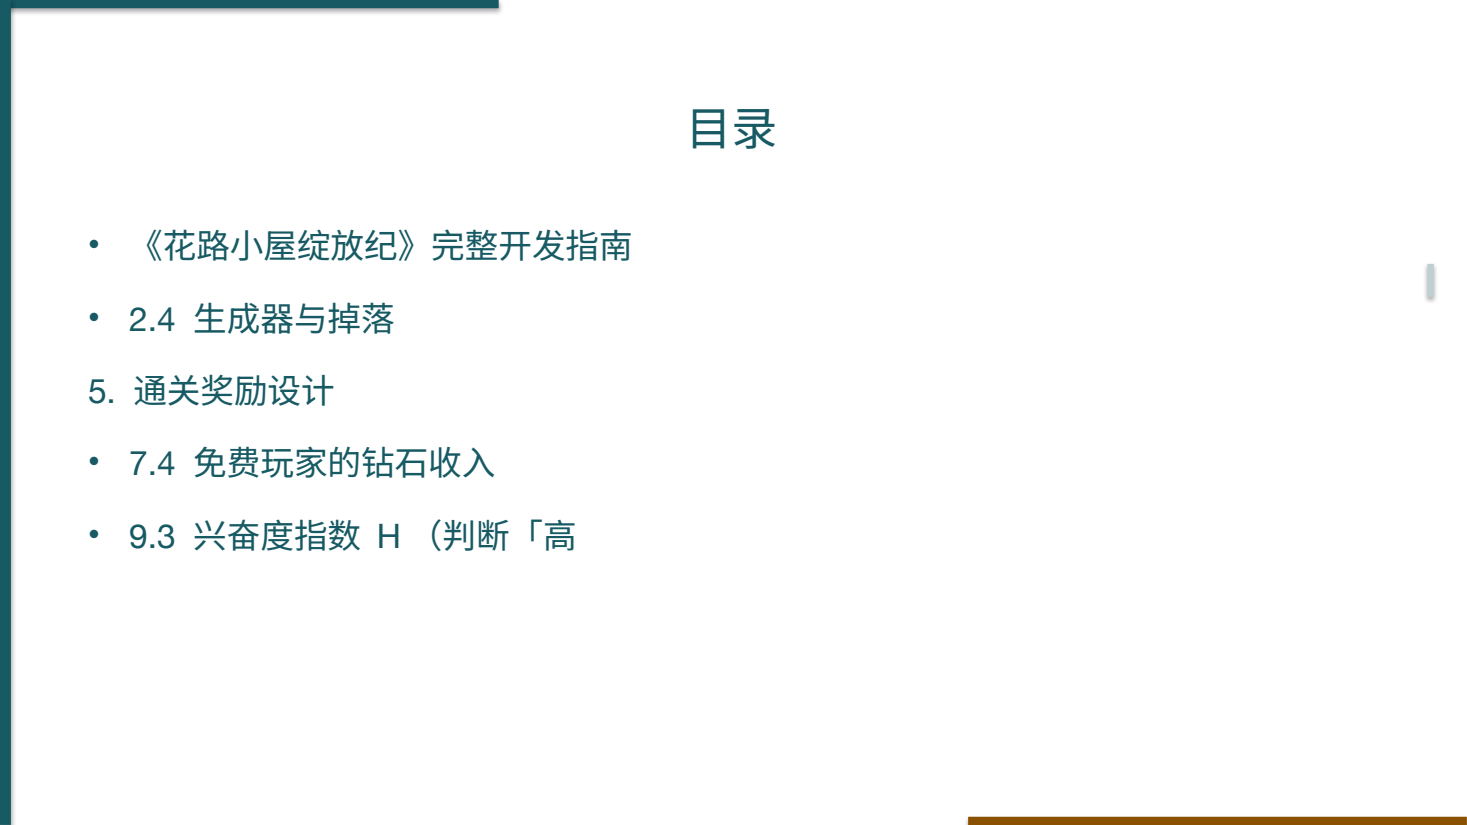 目录
• 《花路小屋绽放纪》完整开发指南
• 2.4 生成器与掉落
5. 通关奖励设计
• 7.4 免费玩家的钻石收入
• 9.3 兴奋度指数 H （判断「高